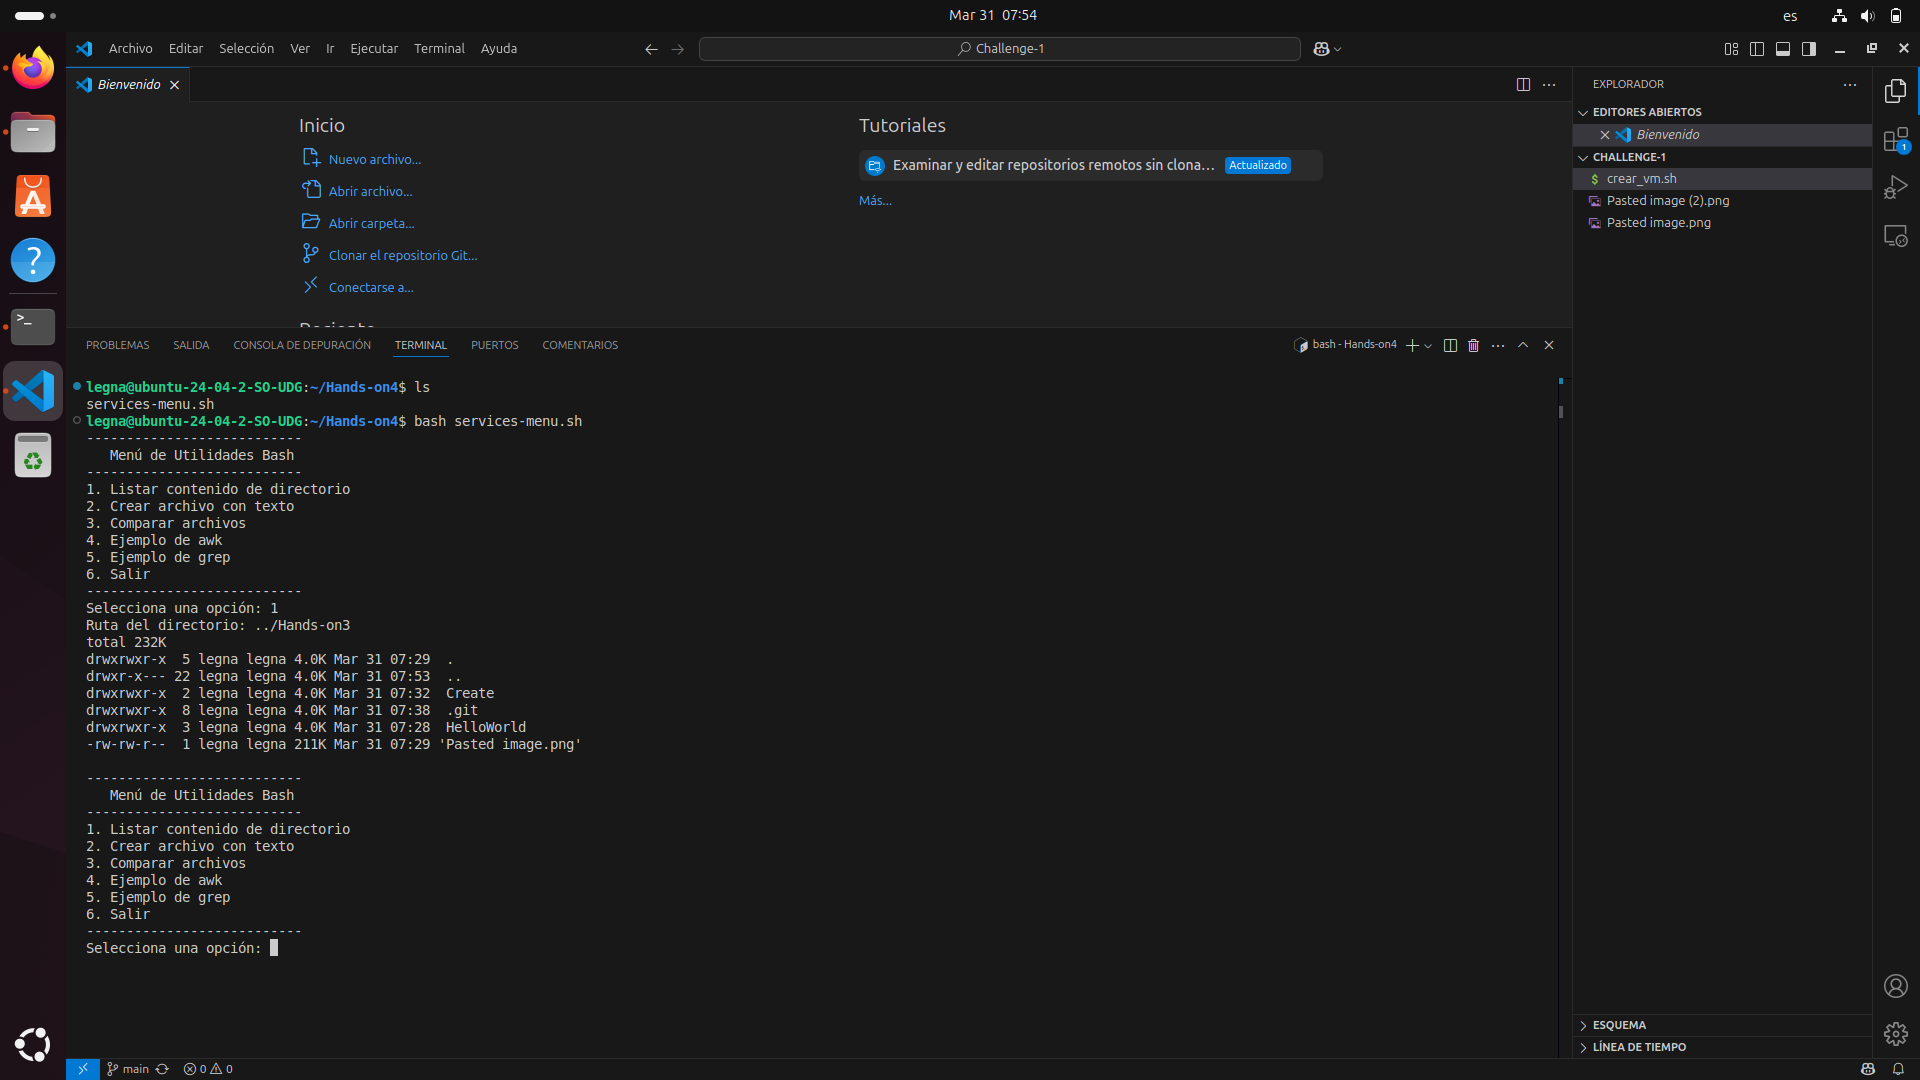 Mar 31 07:54
es
Archivo Editar Selección Ver Ir Ejecutar Terminal Ayuda
Challenge-1
Bienvenido
Inicio
Nuevo archivo...
Abrir archivo...
Abrir carpeta...
Clonar el repositorio Git...
Conectarse a...
Tutoriales
Examinar y editar repositorios remotos sin clona... Actualizado
Más...
PROBLEMAS SALIDA CONSOLA DE DEPURACIÓN TERMINAL PUERTOS COMENTARIOS
bash - Hands-on4
legna@ubuntu-24-04-2-SO-UDG:~/Hands-on4$ ls
services-menu.sh
legna@ubuntu-24-04-2-SO-UDG:~/Hands-on4$ bash services-menu.sh
---------------------------
Menú de Utilidades Bash
---------------------------
1. Listar contenido de directorio
2. Crear archivo con texto
3. Comparar archivos
4. Ejemplo de awk
5. Ejemplo de grep
6. Salir
---------------------------
Selecciona una opción: 1
Ruta del directorio: ../Hands-on3
total 232K
drwxrwxr-x  5 legna legna 4.0K Mar 31 07:29  .
drwxr-x--- 22 legna legna 4.0K Mar 31 07:53  ..
drwxrwxr-x  2 legna legna 4.0K Mar 31 07:32  Create
drwxrwxr-x  8 legna legna 4.0K Mar 31 07:38  .git
drwxrwxr-x  3 legna legna 4.0K Mar 31 07:28  HelloWorld
-rw-rw-r--  1 legna legna 211K Mar 31 07:29 'Pasted image.png'
---------------------------
Menú de Utilidades Bash
---------------------------
1. Listar contenido de directorio
2. Crear archivo con texto
3. Comparar archivos
4. Ejemplo de awk
5. Ejemplo de grep
6. Salir
---------------------------
Selecciona una opción:
EXPLORADOR
EDITORES ABIERTOS
Bienvenido
CHALLENGE-1
crear_vm.sh
Pasted image (2).png
Pasted image.png
1
ESQUEMA
LÍNEA DE TIEMPO
main 0 0